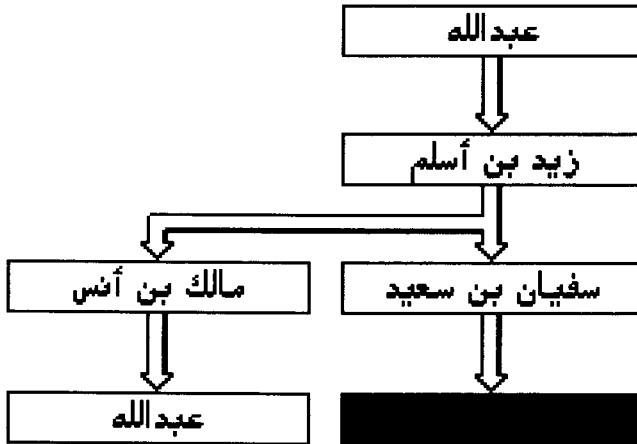 عبدالله
زيد بن أسلم
سفيان بن سعيد
مالك بن أنس
عبدالله